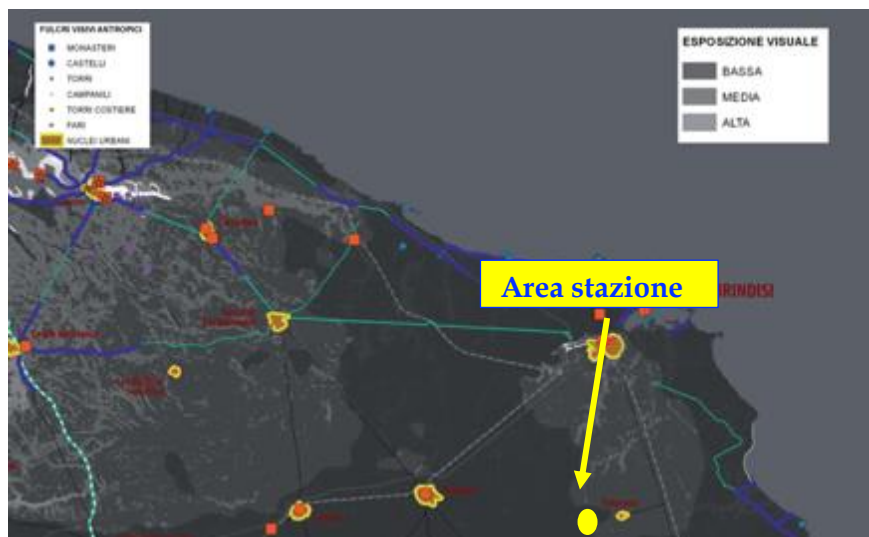 FULCRI VISIVI ANTROPICI
MONASTERI
CASTELLI
TORRI
CAMPANILI
TORRI COSTIERE
FARI
NUCLEI URBANI
ESPOSIZIONE VISUALE
BASSA
MEDIA
ALTA
Area stazione
RINDISI